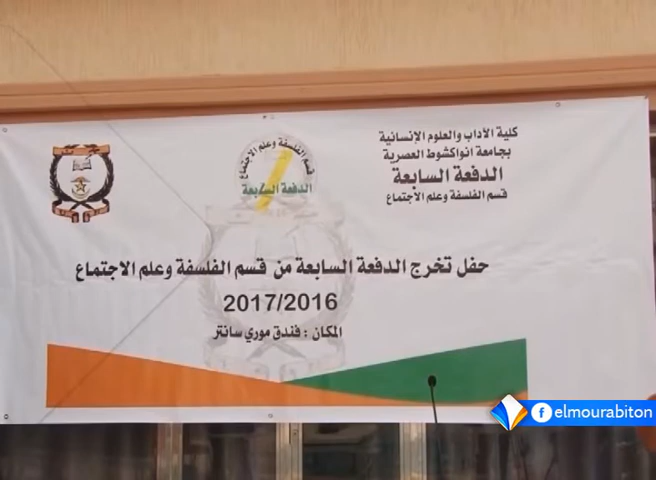 كلية الآداب والعلوم الإنسانية
بجامعة انواكشوط العصرية
الدفعة السابعة
قسم الفلسفة وعلم الاجتماع
قسم الفلسفة وعلم الاجتماع
الدفعة السابعة
حفل تخرج الدفعة السابعة من قسم الفلسفة وعلم الاجتماع
2017/2016
المكان : فندق موري سانتر
elmourabiton